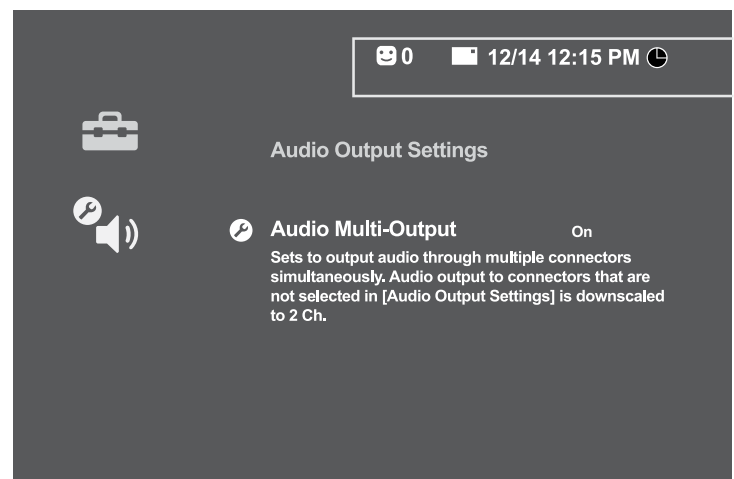 0 12/14 12:15 PM
Audio Output Settings
Audio Multi-Output On
Sets to output audio through multiple connectors
simultaneously. Audio output to connectors that are
not selected in [Audio Output Settings] is downscaled
to 2 Ch.